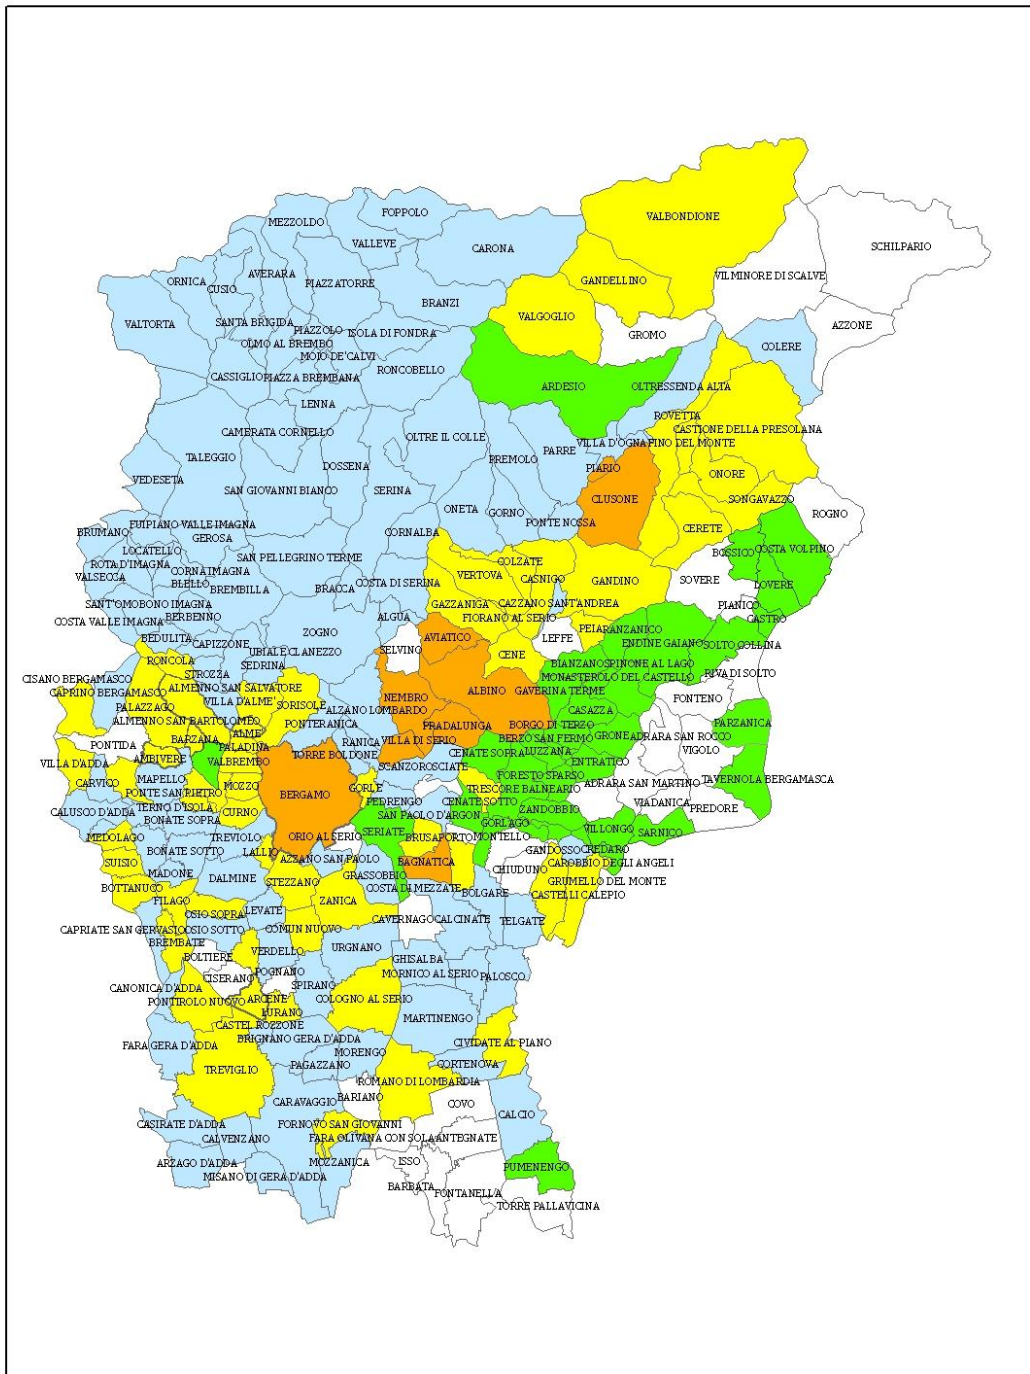 VALBONDIONE
FOPPOLO
MEZZOLDO
VALLEVE
CARONA
SCHILPARIO
AVERARA
ORNICA
CUSIO
PIAZZATORRE
GANDELLINO
VILMINORE DI SCALVE
BRANZI
VALTORTA
SANTA BRIGIDA
PIAZZOLO
ISOLA DI FONDRA
VALGOGLIO
GROMO
AZZONE
OLMO AL BREMBO
MOIO DE'CALVI
COLERE
CASSIGLIO
PIAZZA BREMBANA
RONCOBELLO
ARDESIO
OLTRESSENDA ALTA
LENNA
ROVETTA
CAMERATA CORNELLO
OLTRE IL COLLE
CASTIONE DELLA PRESOLANA
VILLA D'OGNA
FINO DEL MONTE
TALEGGIO
DOSSENA
PREMOLO
PARRE
PIARIO
ONORE
VEDESETA
SAN GIOVANNI BIANCO
SERINA
CLUSONE
SONGAVAZZO
ONETA
GORNO
PONTE NOSSA
ROGNO
BRUMANO
FUIPIANO VALLE IMAGNA
GEROSA
CORNALBA
CERETE
LOCATELLO
SAN PELLEGRINO TERME
BOSSICO
COSTA VOLPINO
ROTA D'IMAGNA
CORNA IMAGNA
COLZATE
VALSECCA
BLELLO
BREMBILLA
BRACCA
COSTA DI SERINA
VERTOVA
CASNIGO
GANDINO
SOVERE
LOVERE
SANT'OMOBONO IMAGNA
GAZZANIGA
CAZZANO SANT'ANDREA
PIANICO
COSTA VALLE IMAGNA
BERBENNO
ALGUA
FIORANO AL SERIO
CASTRO
BEDULITA
CAPIZZONE
ZOGNO
AVIATICO
LEFFE
PEIA
RANZANICO
ENDINE GAIANO
SOLTO COLLINA
RONCOLA
UBIALE CLANEZZO
SELVINO
CENE
BIANZANO
SPINONE AL LAGO
CISANO BERGAMASCO
STROZZA
SEDRINA
MONASTEROLO DEL CASTELLO
RIVA DI SOLTO
CAPRINO BERGAMASCO
ALMENNO SAN SALVATORE
NEMBRO
ALBINO
GAVERINA TERME
FONTENO
PALAZZAGO
VILLA D'ALME'
SORISOLE
ALZANO LOMBARDO
CASAZZA
ALMENNO SAN BARTOLOMEO
PONTERANICA
PRADALUNGA
BORGO DI TERZO
PARZANICA
PONTIDA
BARZANA
ALME'
RANICA
VILLA DI SERIO
BERZO SAN FERMO
GRONE
ADRARA SAN ROCCO
PALADINA
TORRE BOLDONE
CENATE SOPRA
LUZZANA
VIGOLO
VILLA D'ADDA
AMBIVERE
VALBREMBO
SCANZOROSCIATE
ENTRATICO
CARVICO
MAPELLO
FORESTO SPARSO
TAVERNOLA BERGAMASCA
PONTE SAN PIETRO
MOZZO
GORLE
TRESCORE BALNEARIO
ADRARA SAN MARTINO
BERGAMO
PEDRENGO
CENATE SOTTO
VIADANICA
PREDORE
CALUSCO D'ADDA
TERNO D'ISOLA
CURNO
SAN PAOLO D'ARGON
ZANDOBBIO
BONATE SOPRA
GORLAGO
VILLONGO
SARNICO
MEDOLAGO
TREVIOLO
ORIO AL SERIO
SERIATE
BRUSAPORTO
MONTELLO
BONATE SOTTO
LALLIO
GANDOSSO
CREDARO
SUISIO
AZZANO SAN PAOLO
BAGNATICA
CHIUDUNO
CAROBBIO DEGLI ANGELI
MADONE
DALMINE
STEZZANO
GRASSOBBIO
GRUMELLO DEL MONTE
BOTTANUCO
COSTA DI MEZZATE
BOLGARE
CASTELLI CALEPIO
FILAGO
ZANICA
OSIO SOPRA
LEVATE
CAVERNAGO
CALCINATE
TELGATE
CAPRIATE SAN GERVASIO
OSIO SOTTO
COMUN NUOVO
BREMBATE
VERDELLO
URGNANO
BOLTIERE
GHISALBA
CISERANO
POGNANO
MORNICO AL SERIO
PALOSCO
CANONICA D'ADDA
SPIRANO
PONTIROLO NUOVO
ARCENE
COLOGNO AL SERIO
LURANO
MARTINENGO
CASTEL ROZZONE
FARA GERA D'ADDA
BRIGNANO GERA D'ADDA
CIVIDATE AL PIANO
MORENGO
TREVIGLIO
PAGAZZANO
CORTENOVA
ROMANO DI LOMBARDIA
BARIANO
CARAVAGGIO
COVO
CALCIO
CASIRATE D'ADDA
FORNOVO SAN GIOVANNI
CALVENZANO
FARA OLIVANA CON SOLA
ANTEGNATE
ARZAGO D'ADDA
MOZZANICA
ISSO
PUMENENGO
MISANO DI GERA D'ADDA
BARBATA
FONTANELLA
TORRE PALLAVICINA